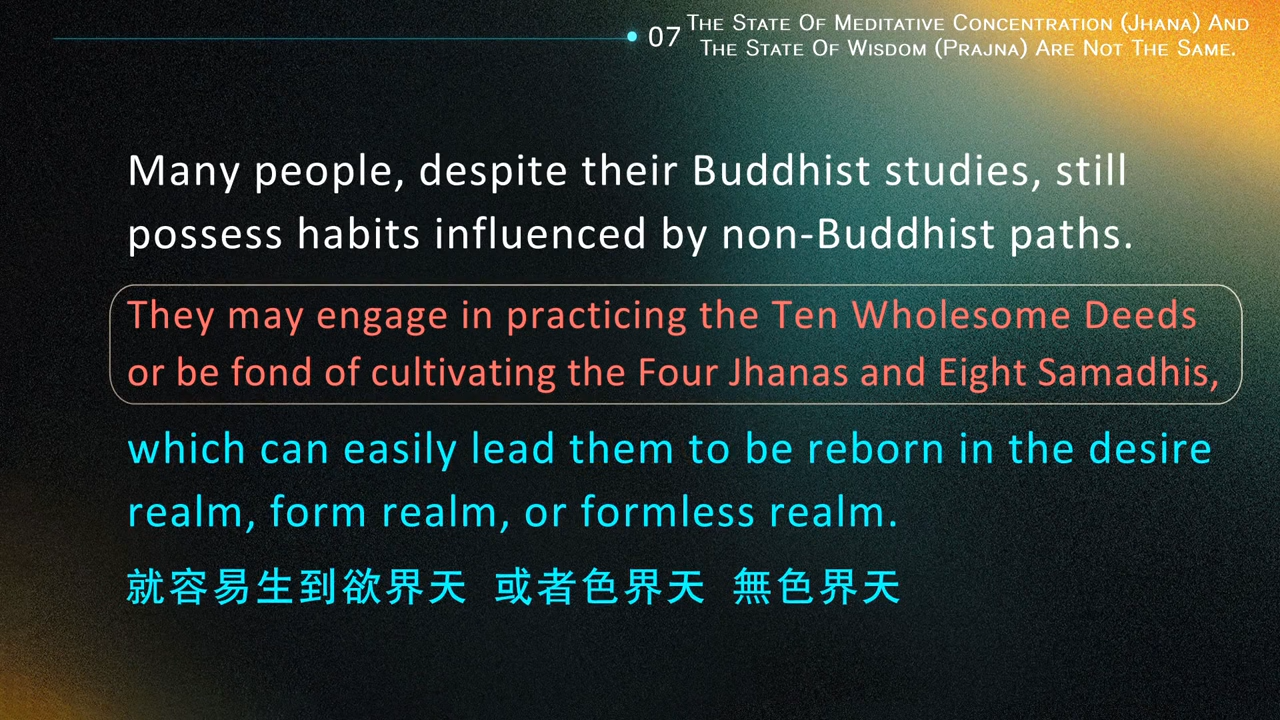 07
The State Of Meditative Concentration (Jhana) And
The State Of Wisdom (Prajna) Are Not The Same.
Many people, despite their Buddhist studies, still
possess habits influenced by non-Buddhist paths.
They may engage in practicing the Ten Wholesome Deeds
or be fond of cultivating the Four Jhanas and Eight Samadhis,
which can easily lead them to be reborn in the desire
realm, form realm, or formless realm.
就容易生到欲界天 或者色界天 無色界天